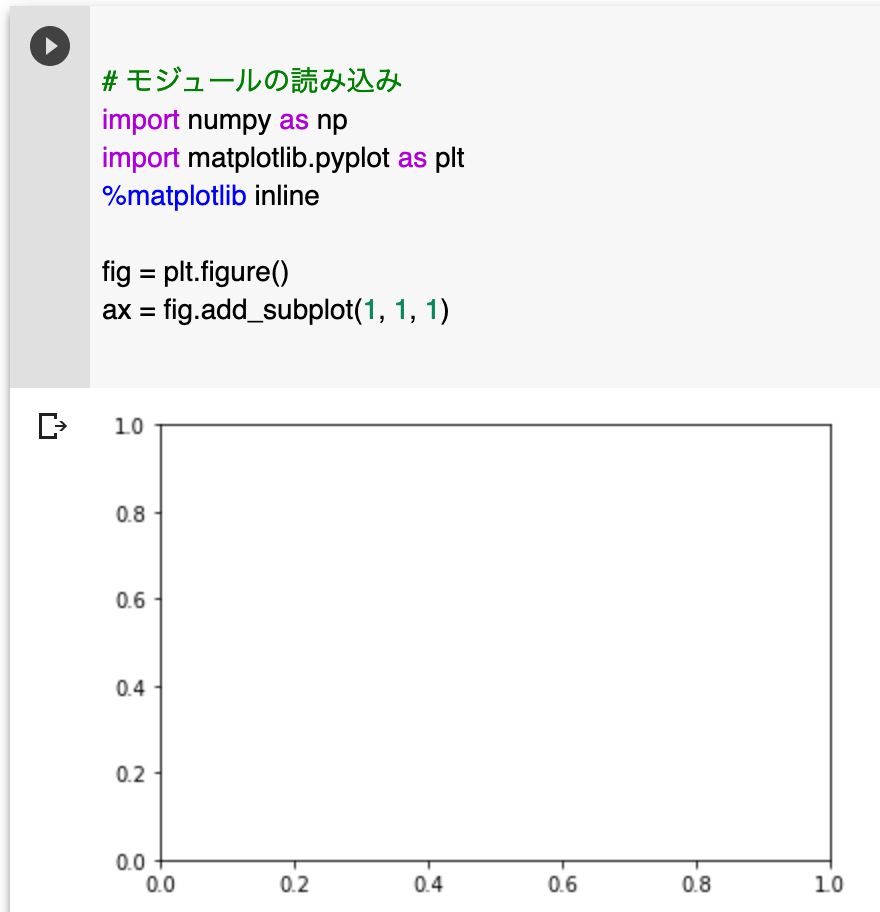 # モジュールの読み込み
import numpy as np
import matplotlib.pyplot as plt
%matplotlib inline
fig = plt.figure()
ax = fig.add_subplot(1, 1, 1)
1.0
0.8
0.6
0.4
0.2
0.0
0.0 0.2 0.4 0.6 0.8 1.0